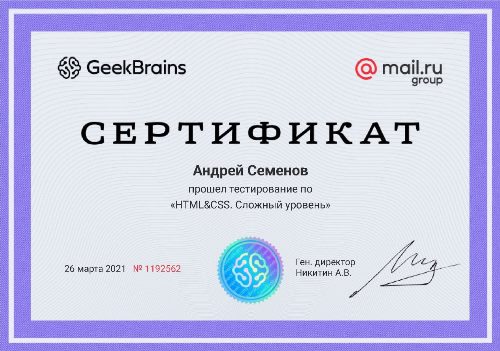 GeekBrains
@mail.ru
group
СЕРТИФИКАТ
Андрей Семенов
прошел тестирование по
«HTML&CSS. Сложный уровень»
26 марта 2021 № 1192562
Ген. директор
Никитин А.В.